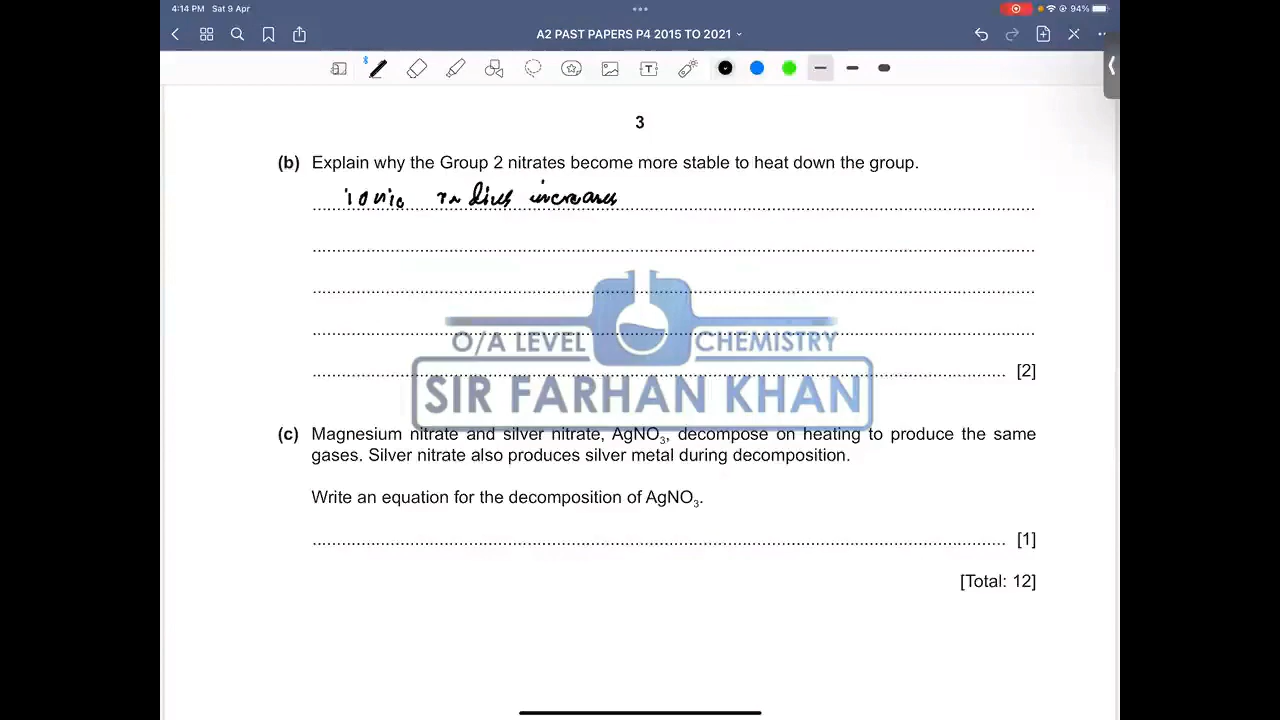 4:14 PM Sat 9 Apr
94%
A2 PAST PAPERS P4 2015 TO 2021
3
(b) Explain why the Group 2 nitrates become more stable to heat down the group.
ionic radius increases
[2]
O/A LEVEL CHEMISTRY
SIR FARHAN KHAN
(c) Magnesium nitrate and silver nitrate, AgNO₃, decompose on heating to produce the same
gases. Silver nitrate also produces silver metal during decomposition.
Write an equation for the decomposition of AgNO₃.
[1]
[Total: 12]